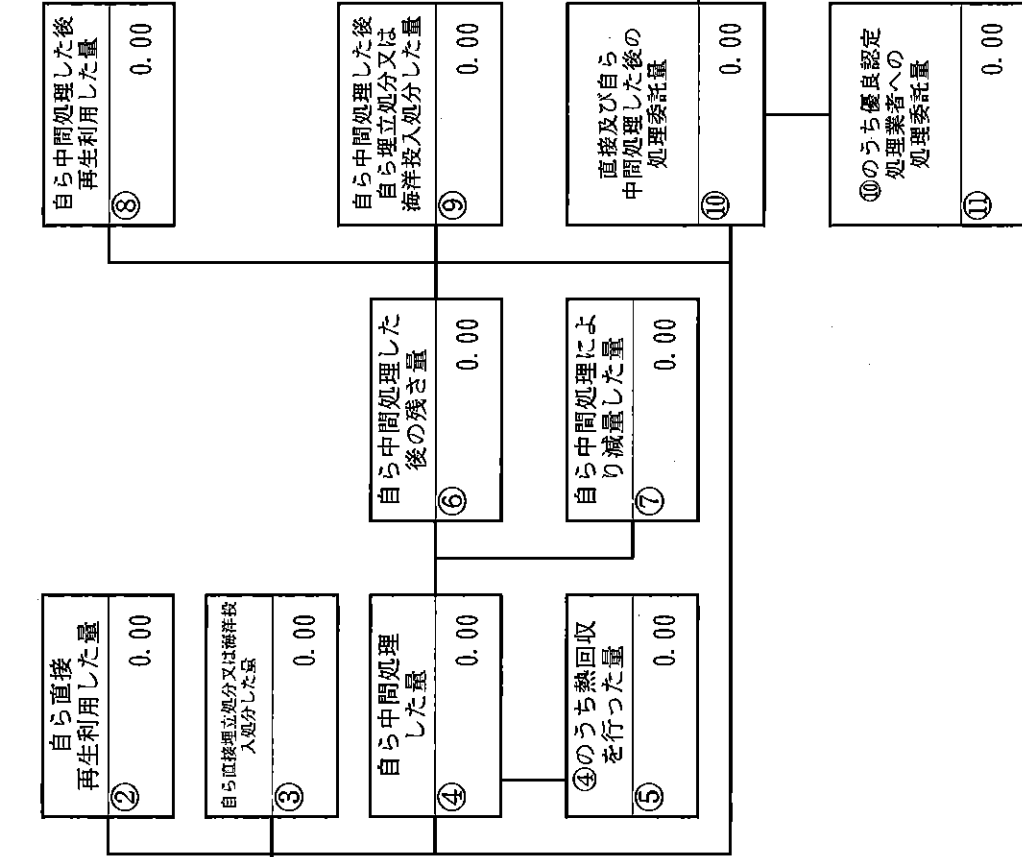 自ら直接
再生利用した量
②
0.00
自ら直接埋立処分又は海洋投
入処分した量
③
0.00
自ら中間処理
した量
④
0.00
④のうち熱回収
を行った量
⑤
0.00
自ら中間処理した
後の残さ量
⑥
0.00
自ら中間処理によ
り減量した量
⑦
0.00
自ら中間処理した後
再生利用した量
⑧
0.00
自ら中間処理した後
自ら埋立処分又は
海洋投入処分した量
⑨
0.00
直接及び自ら
中間処理した後の
処理委託量
⑩
0.00
⑩のうち優良認定
処理業者への
処理委託量
⑪
0.00